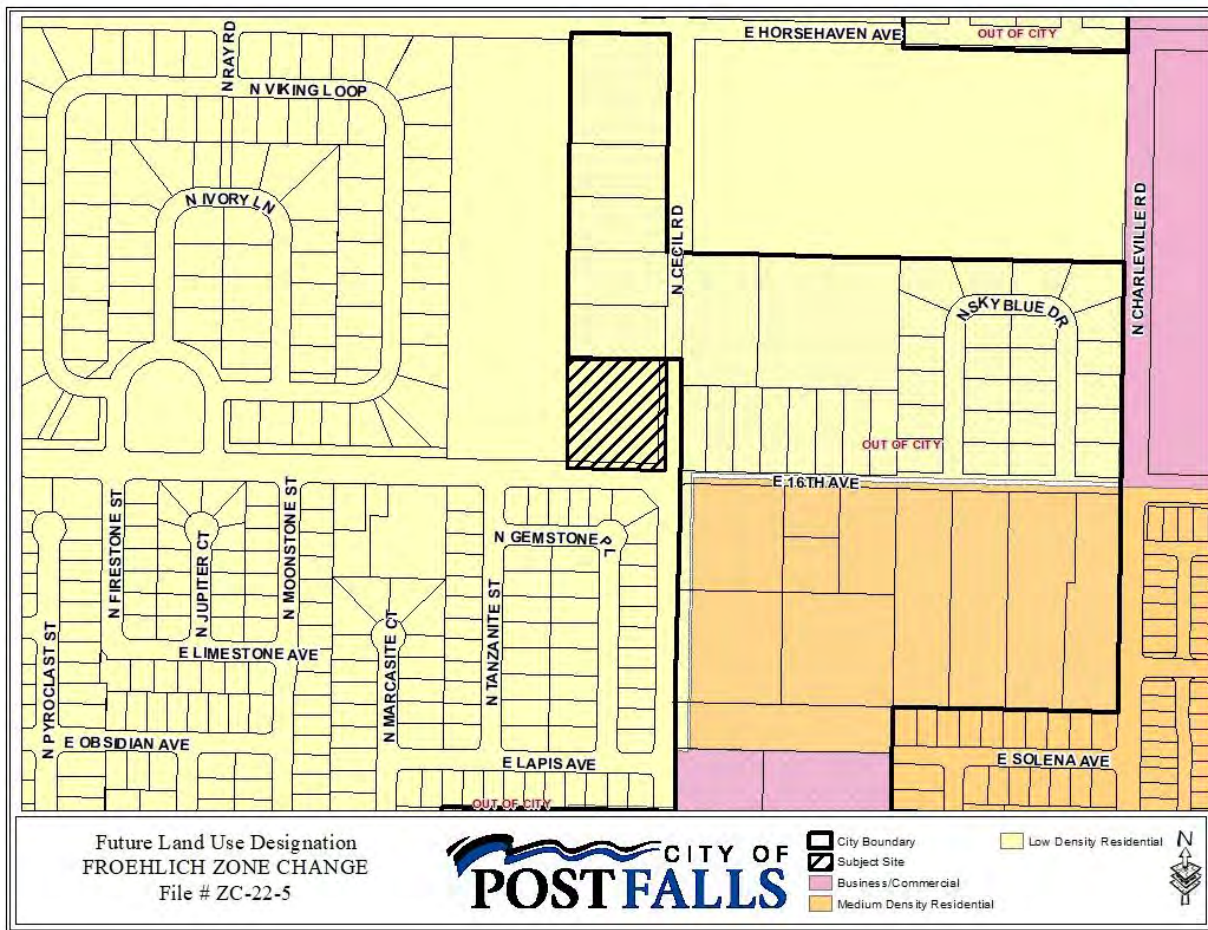 E HORSEHAVEN AVE
OUT OF CITY
N RAY RD
N VIKING LOOP
N IVORY LN
N CECIL RD
N CHARLEVILLE RD
N SKY BLUE DR
OUT OF CITY
E 16TH AVE
N FIRESTONE ST
N JUPITER CT
N MOONSTONE ST
N GEMSTONE PL
N TANZANITE ST
N MARCASITE CT
N PYROCLAST ST
E LIMESTONE AVE
E OBSIDIAN AVE
E LAPIS AVE
E SOLENA AVE
OUT OF CITY
Future Land Use Designation
FROEHLICH ZONE CHANGE
File # ZC-22-5
CITY OF
POST FALLS
City Boundary
Subject Site
Business/Commercial
Medium Density Residential
Low Density Residential
N